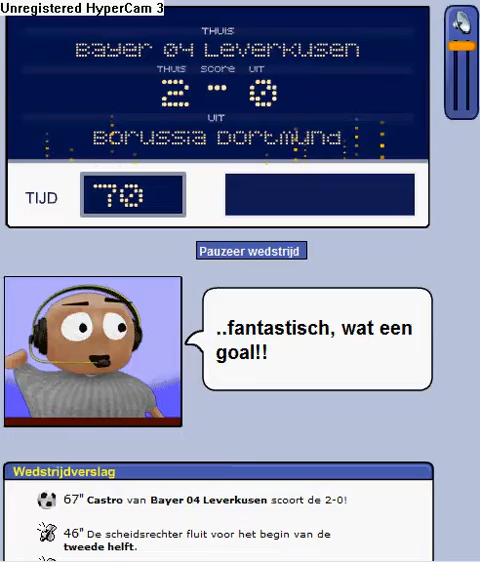 Unregistered HyperCam 3
THUIS
Bayer 04 Leverkusen
THUIS score UIT
2 - 0
UIT
Borussia Dortmund
TIJD 70
Pauzeer wedstrijd
..fantastisch, wat een
goal!!
Wedstrijdverslag
67" Castro van Bayer 04 Leverkusen scoort de 2-0!
46" De scheidsrechter fluit voor het begin van de
tweede helft.